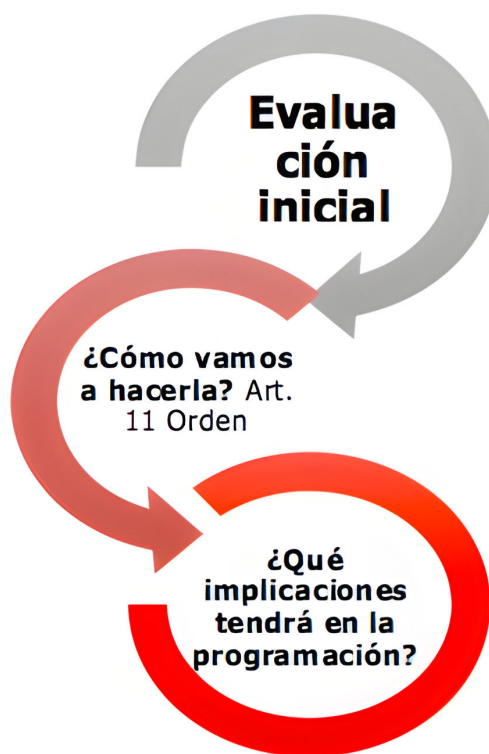 Evalua
ción
inicial
¿Cómo vamos
a hacerla? Art.
11 Orden
¿Qué
implicaciones
tendrá en la
programación?